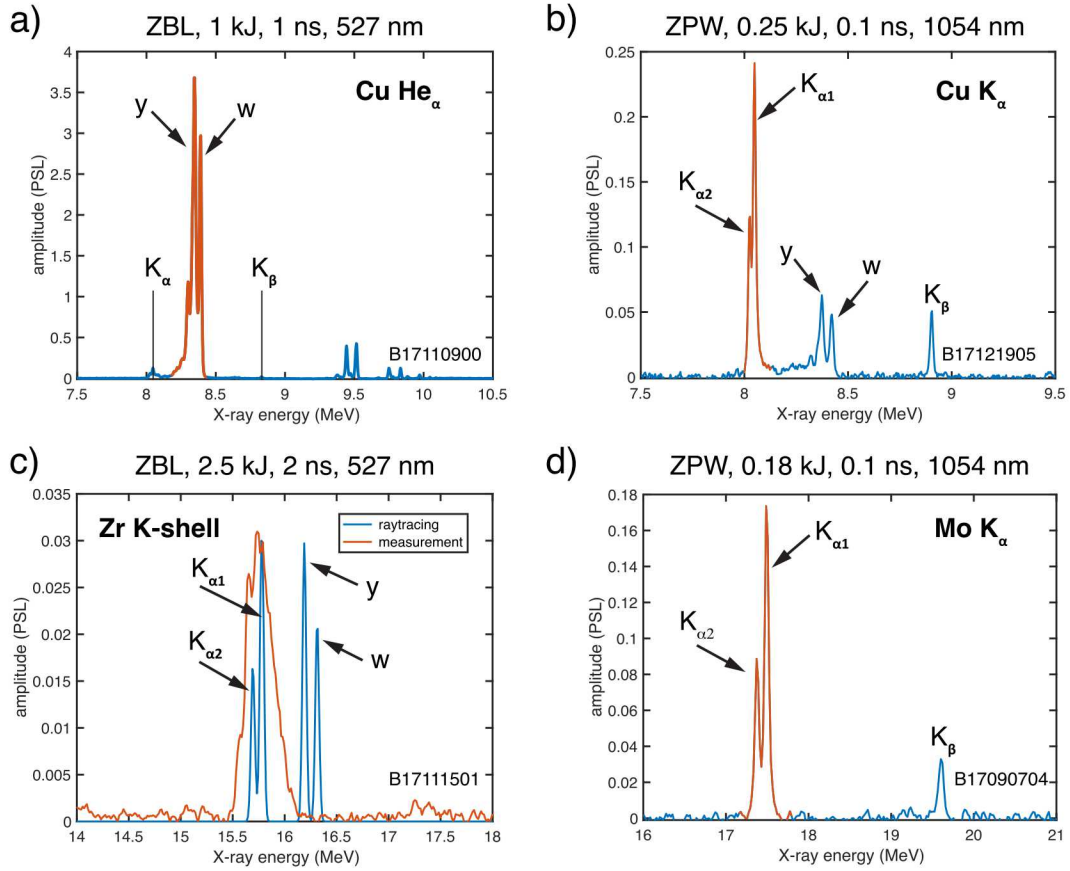 a)
ZBL, 1 kJ, 1 ns, 527 nm
4
3.5
3
2.5
2
1.5
1
0.5
0
amplitude (PSL)
Cu Heα
y
w
Kα
Kβ
B17110900
7.5 8 8.5 9 9.5 10 10.5
X-ray energy (MeV)
b)
ZPW, 0.25 kJ, 0.1 ns, 1054 nm
0.25
0.2
0.15
0.1
0.05
0
amplitude (PSL)
Cu Kα
Kα1
Kα2
y
w
Kβ
B17121905
7.5 8 8.5 9 9.5
X-ray energy (MeV)
c)
ZBL, 2.5 kJ, 2 ns, 527 nm
0.035
0.03
0.025
0.02
0.015
0.01
0.005
0
amplitude (PSL)
Zr K-shell
raytracing
measurement
Kα1
Kα2
y
w
B17111501
14 14.5 15 15.5 16 16.5 17 17.5 18
X-ray energy (MeV)
d)
ZPW, 0.18 kJ, 0.1 ns, 1054 nm
0.18
0.16
0.14
0.12
0.1
0.08
0.06
0.04
0.02
0
amplitude (PSL)
Mo Kα
Kα1
Kα2
Kβ
B17090704
16 17 18 19 20 21
X-ray energy (MeV)